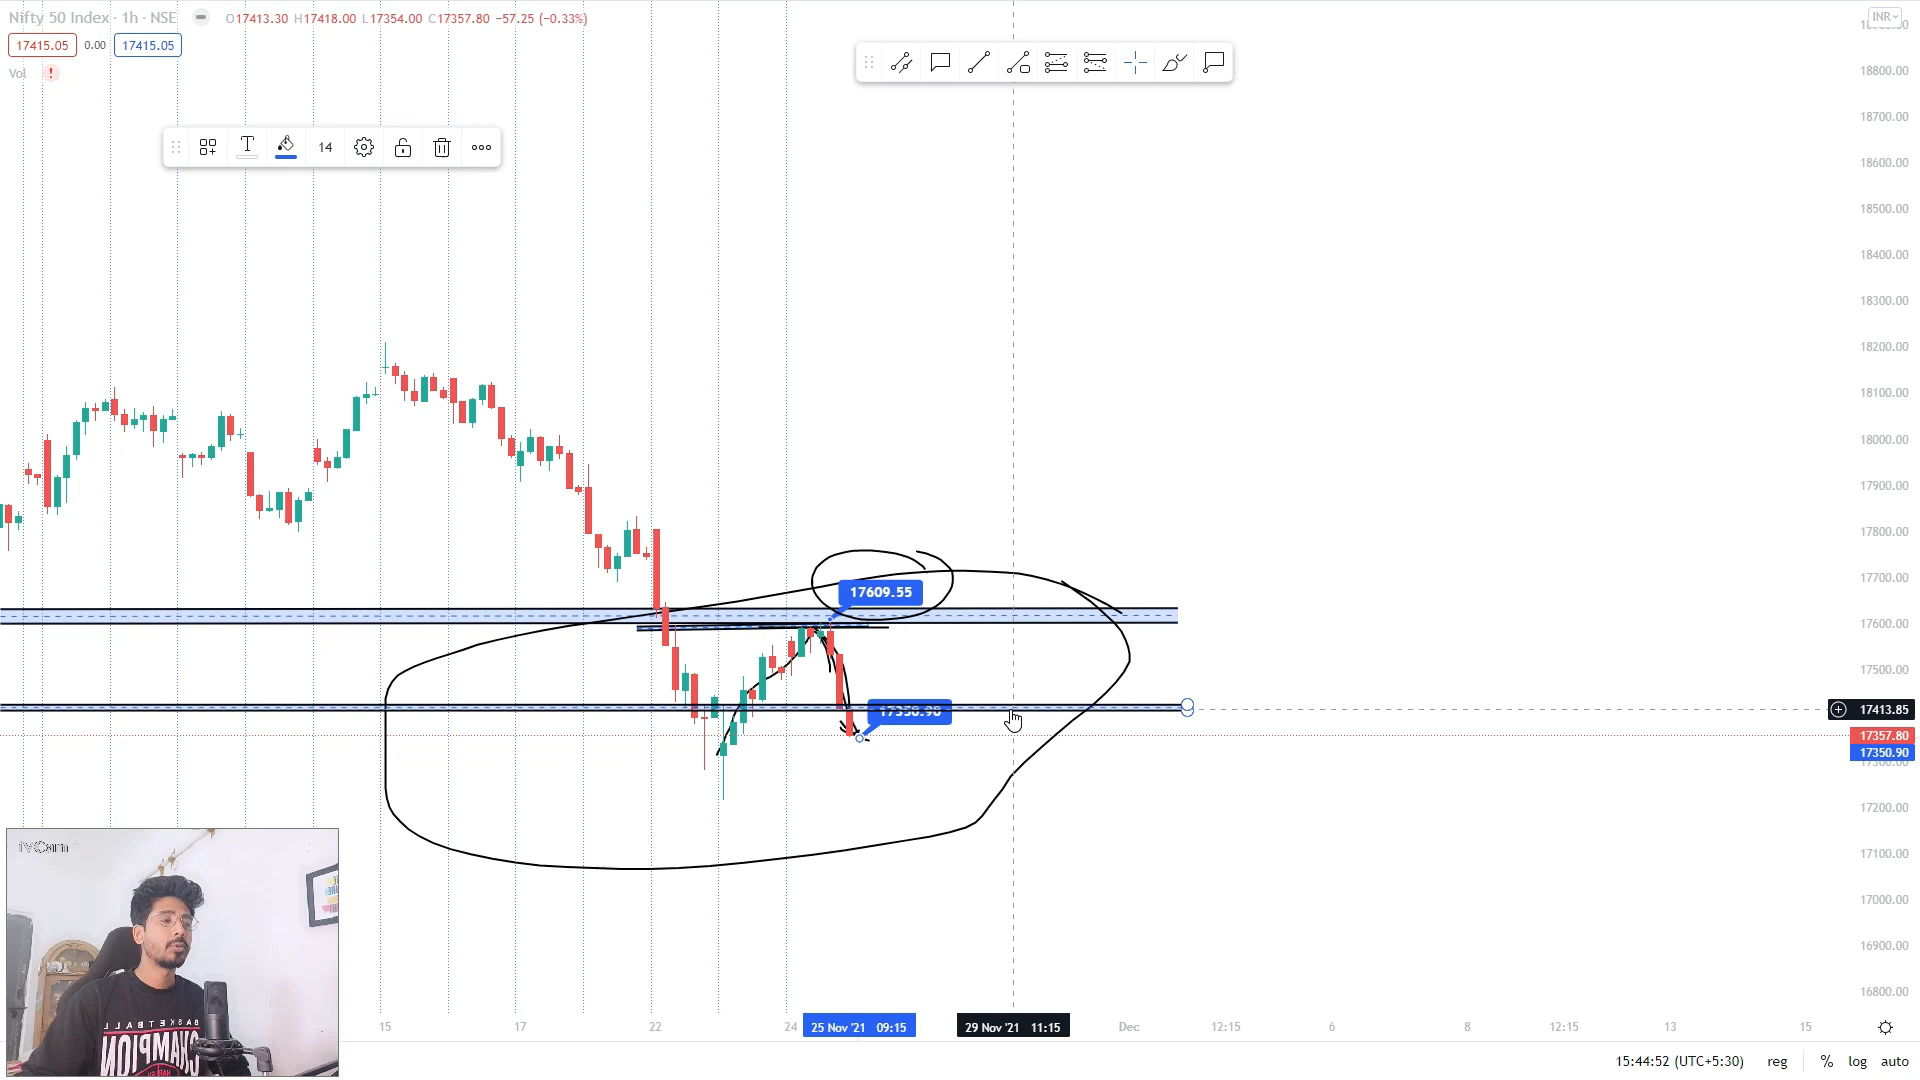 Nifty 50 Index · 1h · NSE O17413.30 H17418.00 L17354.00 C17357.80 −57.25 (−0.33%)
INR
17415.05 0.00 17415.05
Vol !
18800.00
18700.00
14
18600.00
18500.00
18400.00
18300.00
18200.00
18100.00
18000.00
17900.00
17800.00
17700.00
17609.55
17600.00
17500.00
17413.85
17357.80
17350.90
17300.00
17200.00
17100.00
17000.00
16900.00
16800.00
iVCam
BASKETBALL
CHAMPION
15 17 22 24 25 Nov '21 09:15 29 Nov '21 11:15 Dec 12:15 6 8 12:15 13 15
15:44:52 (UTC+5:30) reg % log auto